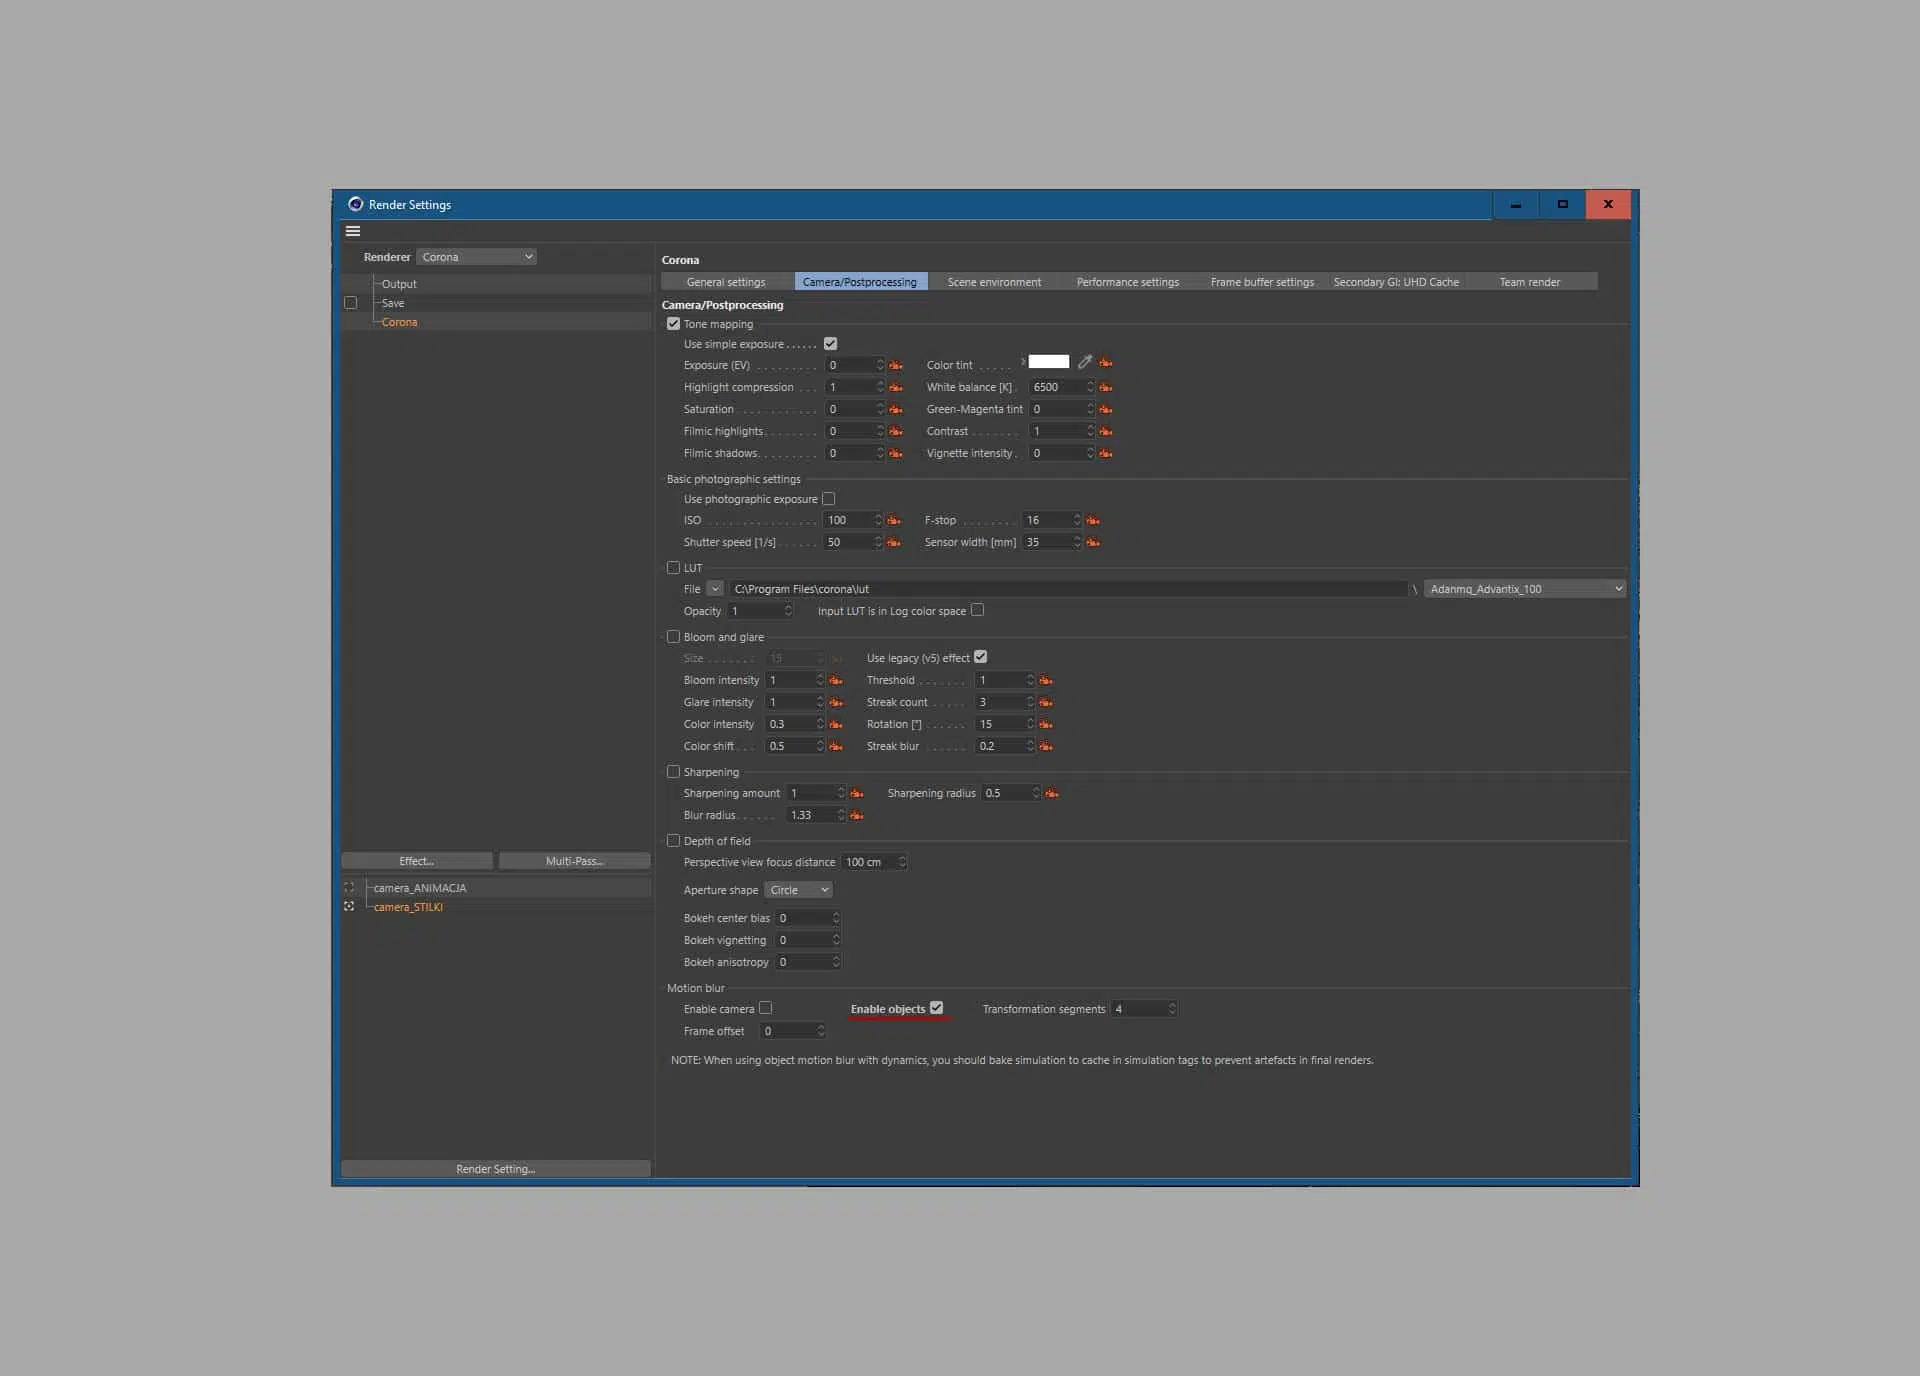 Render Settings
Renderer Corona
Output
Save
Corona
Effect... Multi-Pass...
camera_ANIMACJA
camera_STILKI
Render Setting...
Corona
General settings Camera/Postprocessing Scene environment Performance settings Frame buffer settings Secondary GI: UHD Cache Team render
Camera/Postprocessing
Tone mapping
Use simple exposure . . . . . .
Exposure (EV) . . . . . . . . . 0 Color tint . . . . .
Highlight compression . . . 1 White balance [K] . 6500
Saturation . . . . . . . . . . . . 0 Green-Magenta tint 0
Filmic highlights . . . . . . . . 0 Contrast . . . . . . . 1
Filmic shadows . . . . . . . . . 0 Vignette intensity . 0
Basic photographic settings
Use photographic exposure
ISO . . . . . . . . . . . . . . . . 100 F-stop . . . . . . . . 16
Shutter speed [1/s] . . . . . . 50 Sensor width [mm] 35
LUT
File C:\Program Files\corona\lut \ Adanmq_Advantix_100
Opacity 1 Input LUT is in Log color space
Bloom and glare
Size . . . . . . . 15 Use legacy (v5) effect
Bloom intensity 1 Threshold . . . . . . . 1
Glare intensity 1 Streak count . . . . . 3
Color intensity 0.3 Rotation [°] . . . . . . 15
Color shift . . . 0.5 Streak blur . . . . . . 0.2
Sharpening
Sharpening amount 1 Sharpening radius 0.5
Blur radius . . . . . . 1.33
Depth of field
Perspective view focus distance 100 cm
Aperture shape Circle
Bokeh center bias 0
Bokeh vignetting 0
Bokeh anisotropy 0
Motion blur
Enable camera Enable objects Transformation segments 4
Frame offset 0
NOTE: When using object motion blur with dynamics, you should bake simulation to cache in simulation tags to prevent artefacts in final renders.